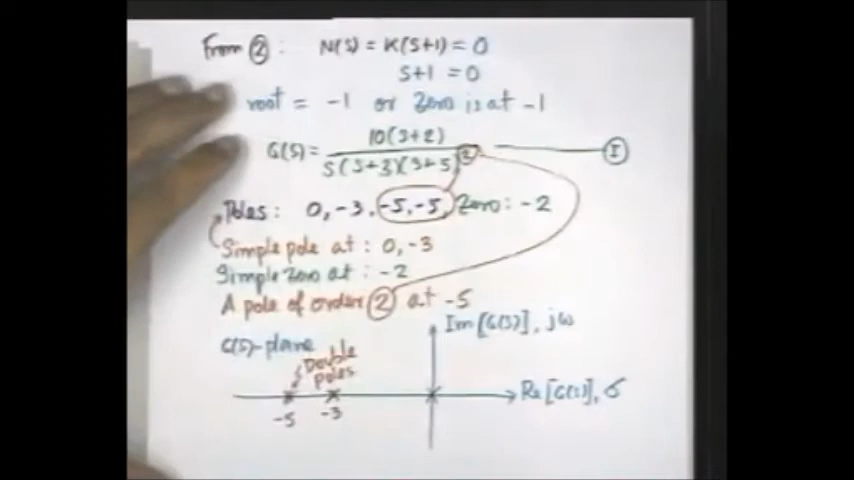 From ② : N(S) = K(S+1) = 0
S+1 = 0
root = -1 or Zero is at -1
G(S) = 10(S+2) / S(S+3)(S+5)² ——— Ⓘ
Poles : 0, -3, -5, -5, Zero : -2
Simple pole at : 0, -3
Simple Zero at : -2
A pole of order ② at -5
G(S)-plane
Im[G(S)], jω
Double
poles
-5 -3
Re[G(S)], σ